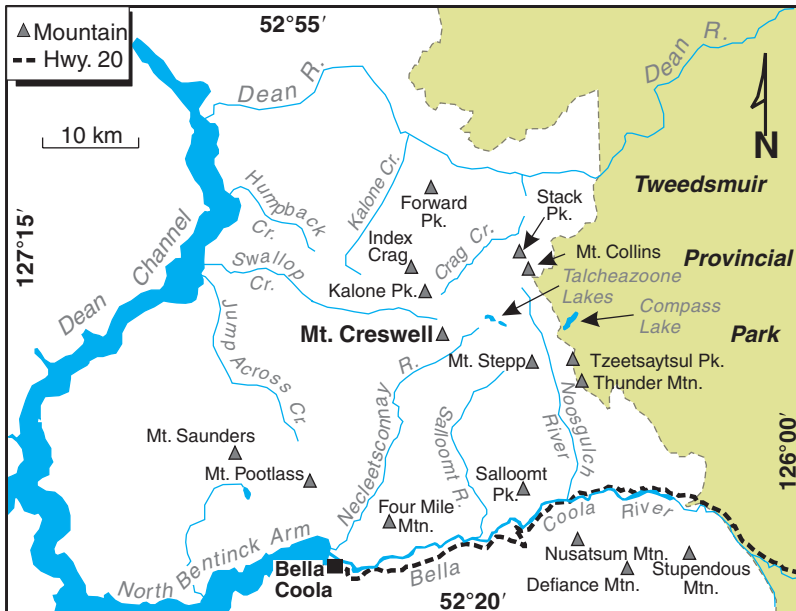 Mountain
Hwy. 20
52°55′
10 km
N
127°15′
126°00′
52°20′
Dean R.
Dean R.
Dean Channel
Humpback
Cr.
Kalone Cr.
Forward
Pk.
Stack
Pk.
Tweedsmuir
Provincial
Park
Index
Crag
Crag Cr.
Mt. Collins
Swallop
Cr.
Kalone Pk.
Talcheazoone
Lakes
Compass
Lake
Jump Across Cr
Mt. Creswell
Necleetsconnay R.
Mt. Stepp
Tzeetsaytsul Pk.
Thunder Mtn.
Noosgulch
River
Salloomt R.
Mt. Saunders
Mt. Pootlass
Salloomt
Pk.
Four Mile
Mtn.
North Bentinck Arm
Bella
Coola
Bella Coola River
Nusatsum Mtn.
Defiance Mtn.
Stupendous
Mtn.